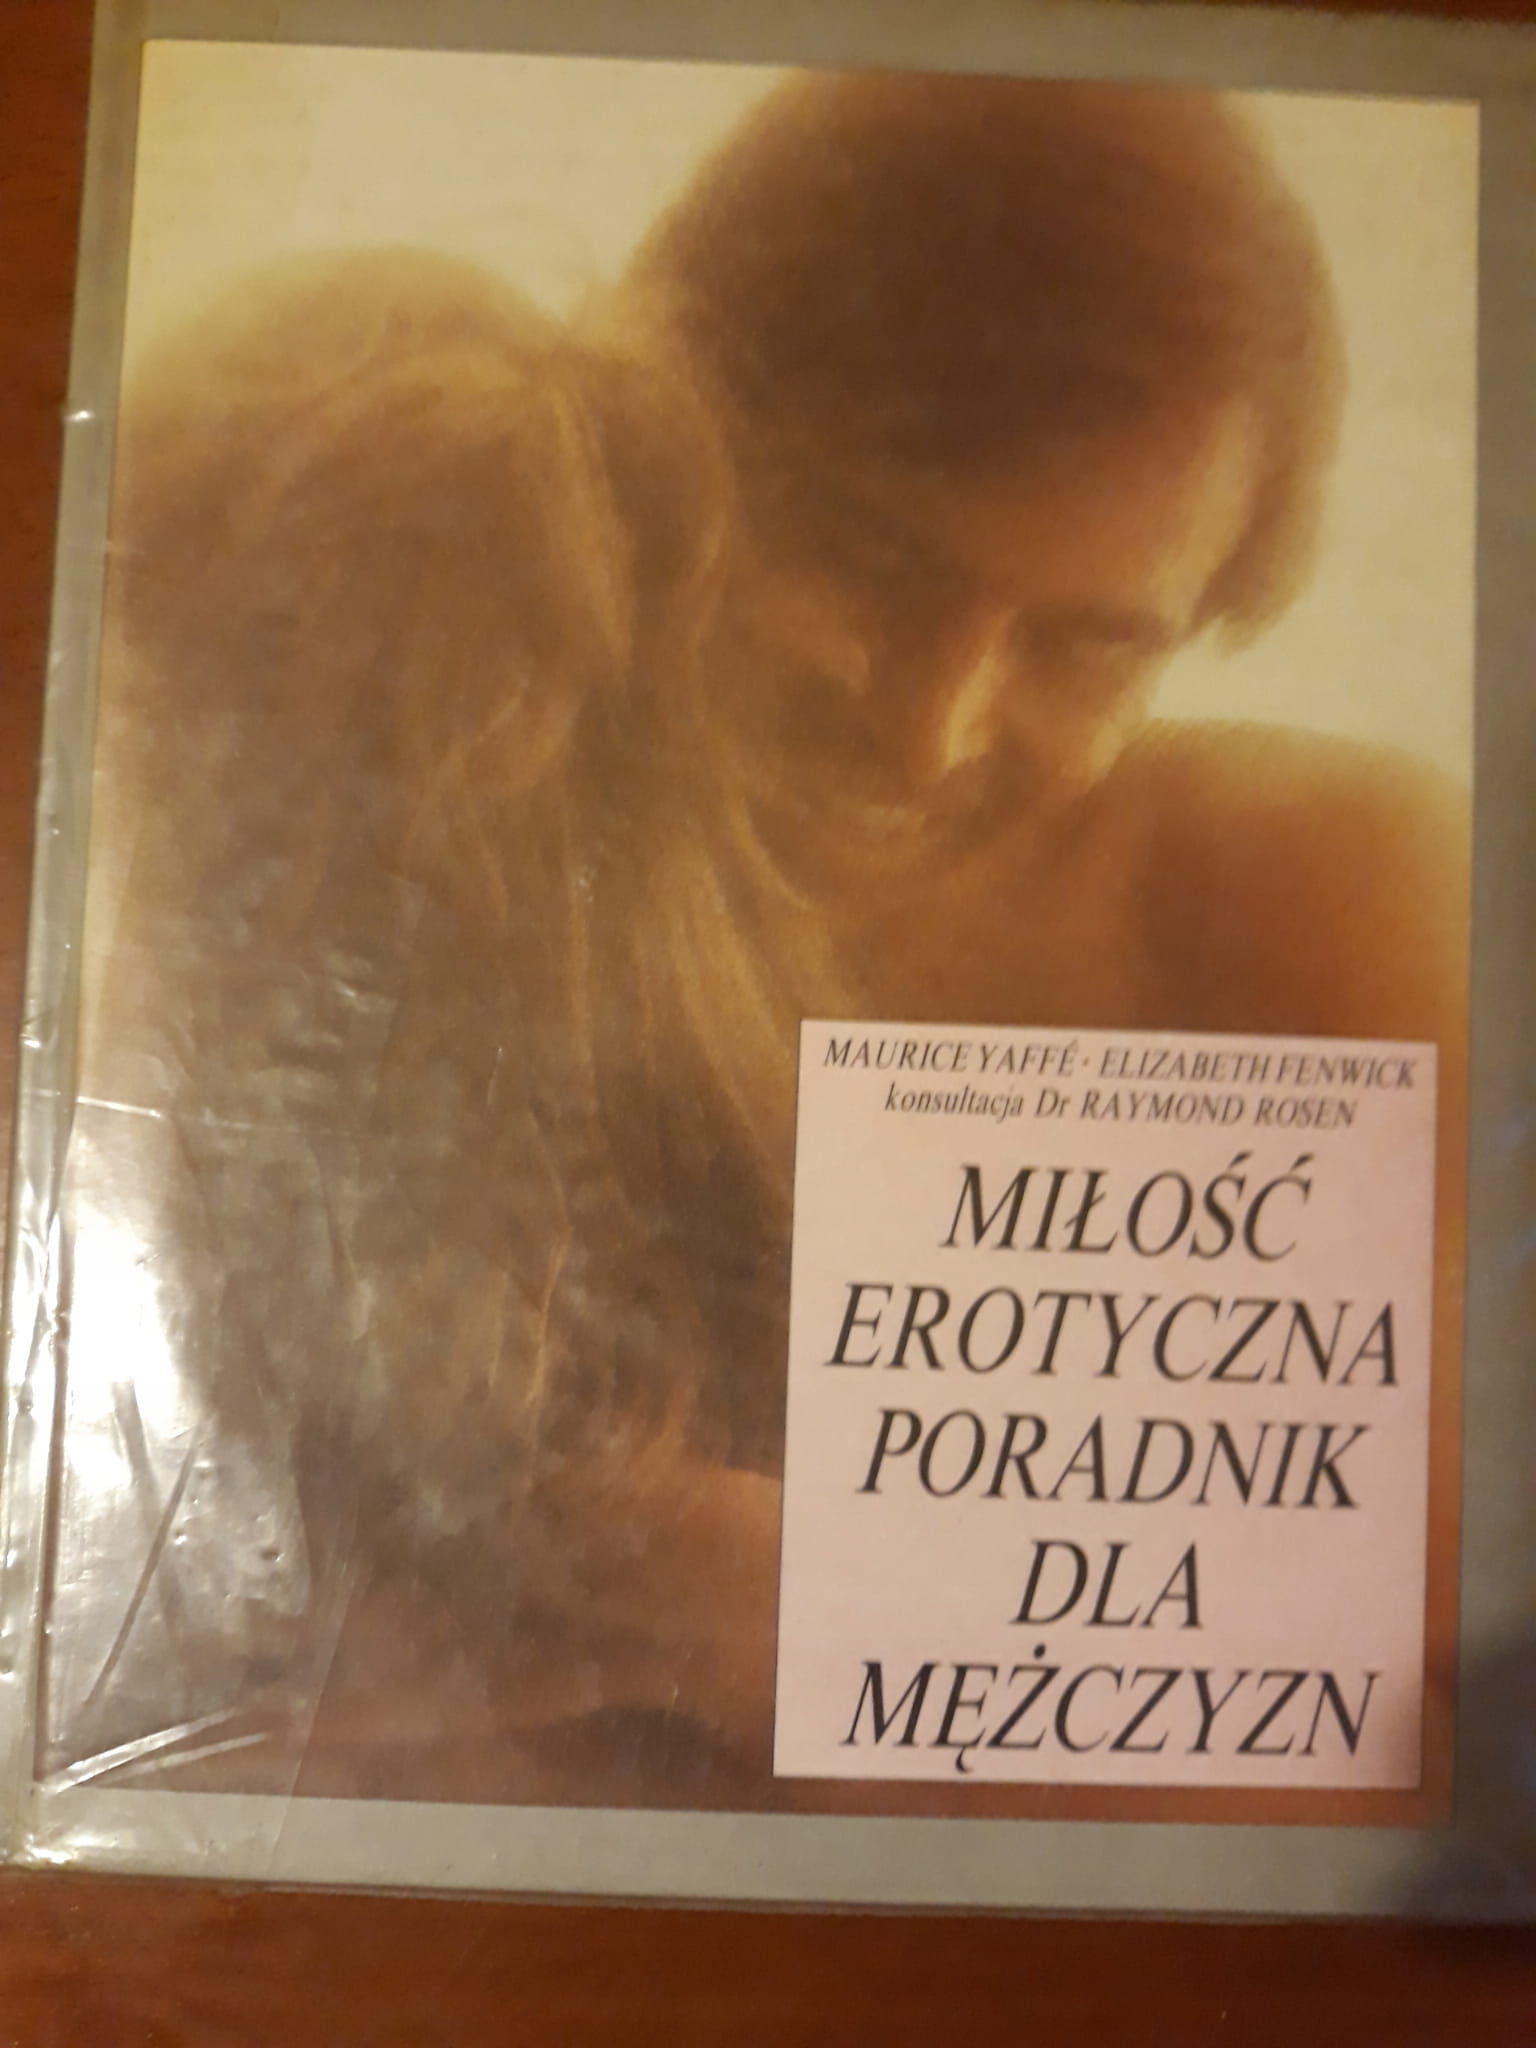 MAURICE YAFFÉ · ELIZABETH FENWICK
konsultacja Dr RAYMOND ROSEN
MIŁOŚĆ
EROTYCZNA
PORADNIK
DLA
MĘŻCZYZN